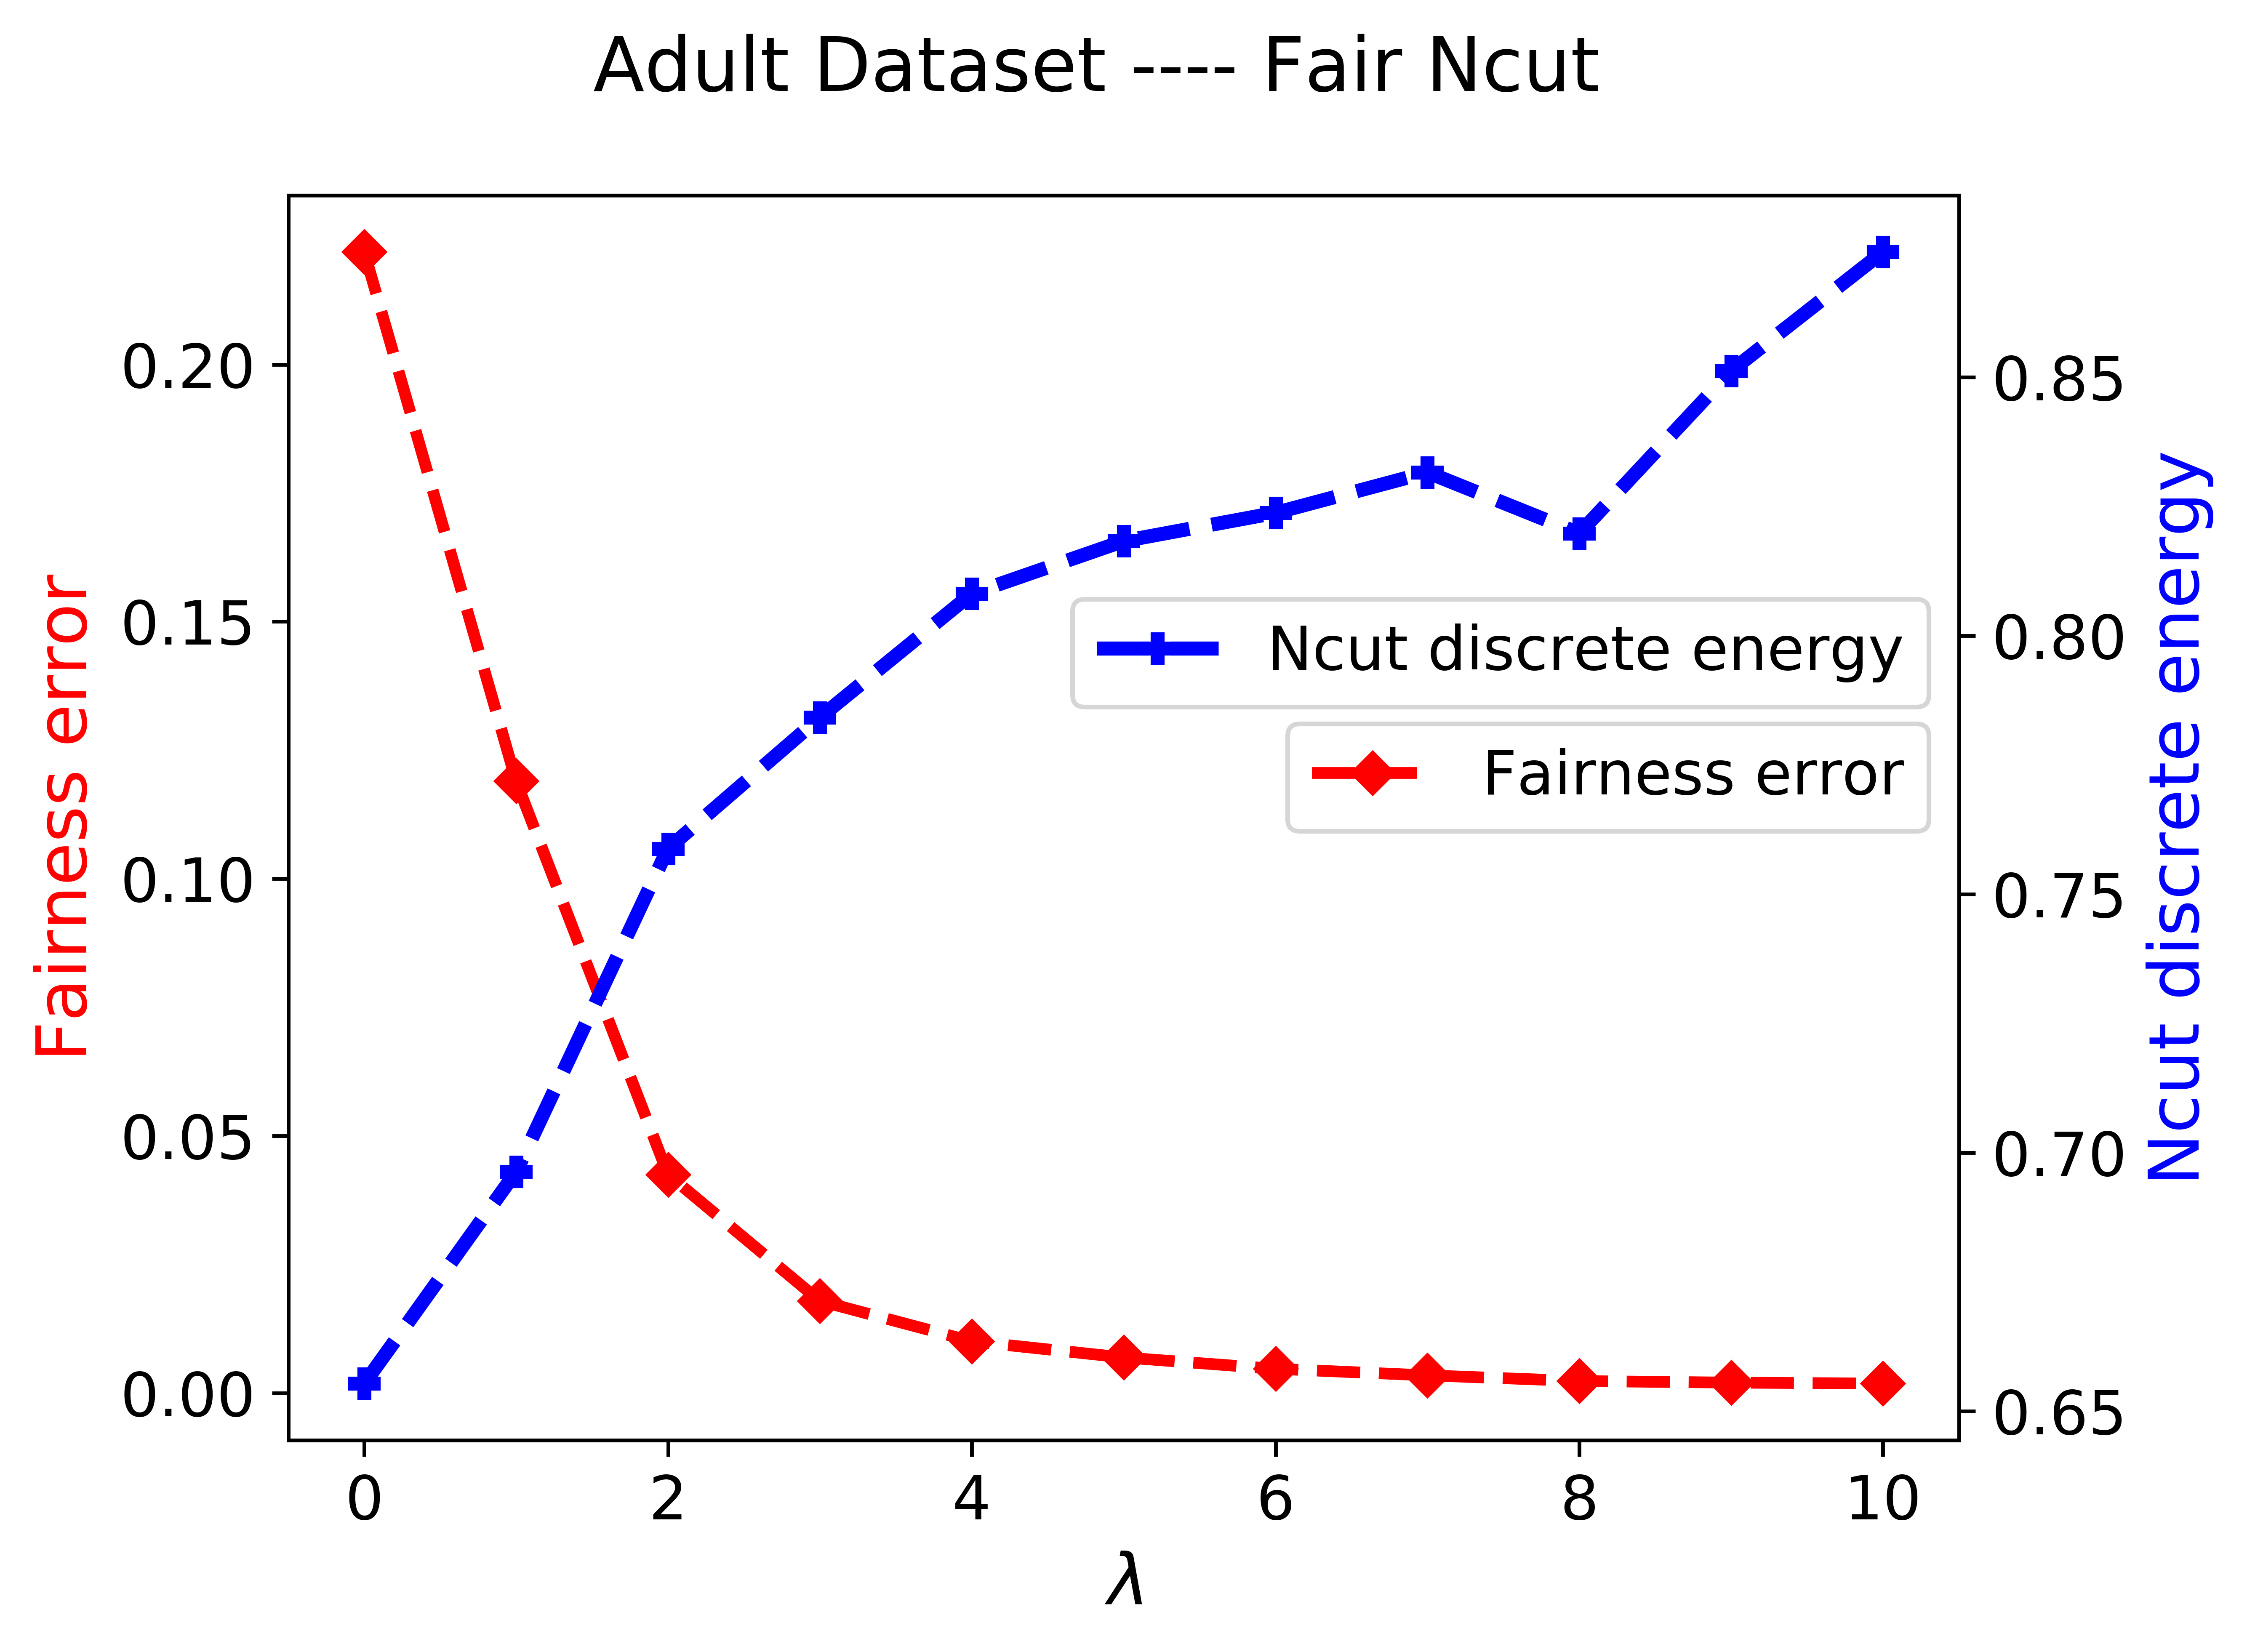 Adult Dataset ---- Fair Ncut
Fairness error
0.20
0.15
0.10
0.05
0.00
Ncut discrete energy
Fairness error
0.85
0.80
0.75
0.70
0.65
Ncut discrete energy
0 2 4 6 8 10
λ